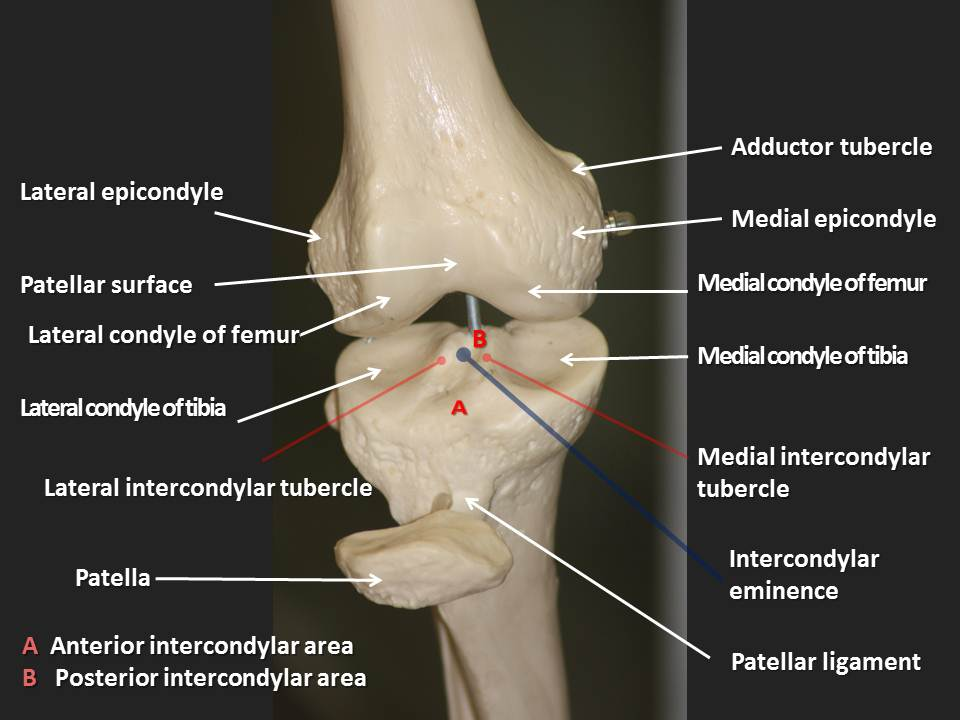 Adductor tubercle
Lateral epicondyle
Medial epicondyle
Patellar surface
Medial condyle of femur
Lateral condyle of femur
B
Medial condyle of tibia
Lateral condyle of tibia
A
Medial intercondylar
tubercle
Lateral intercondylar tubercle
Intercondylar
eminence
Patella
A Anterior intercondylar area
B Posterior intercondylar area
Patellar ligament